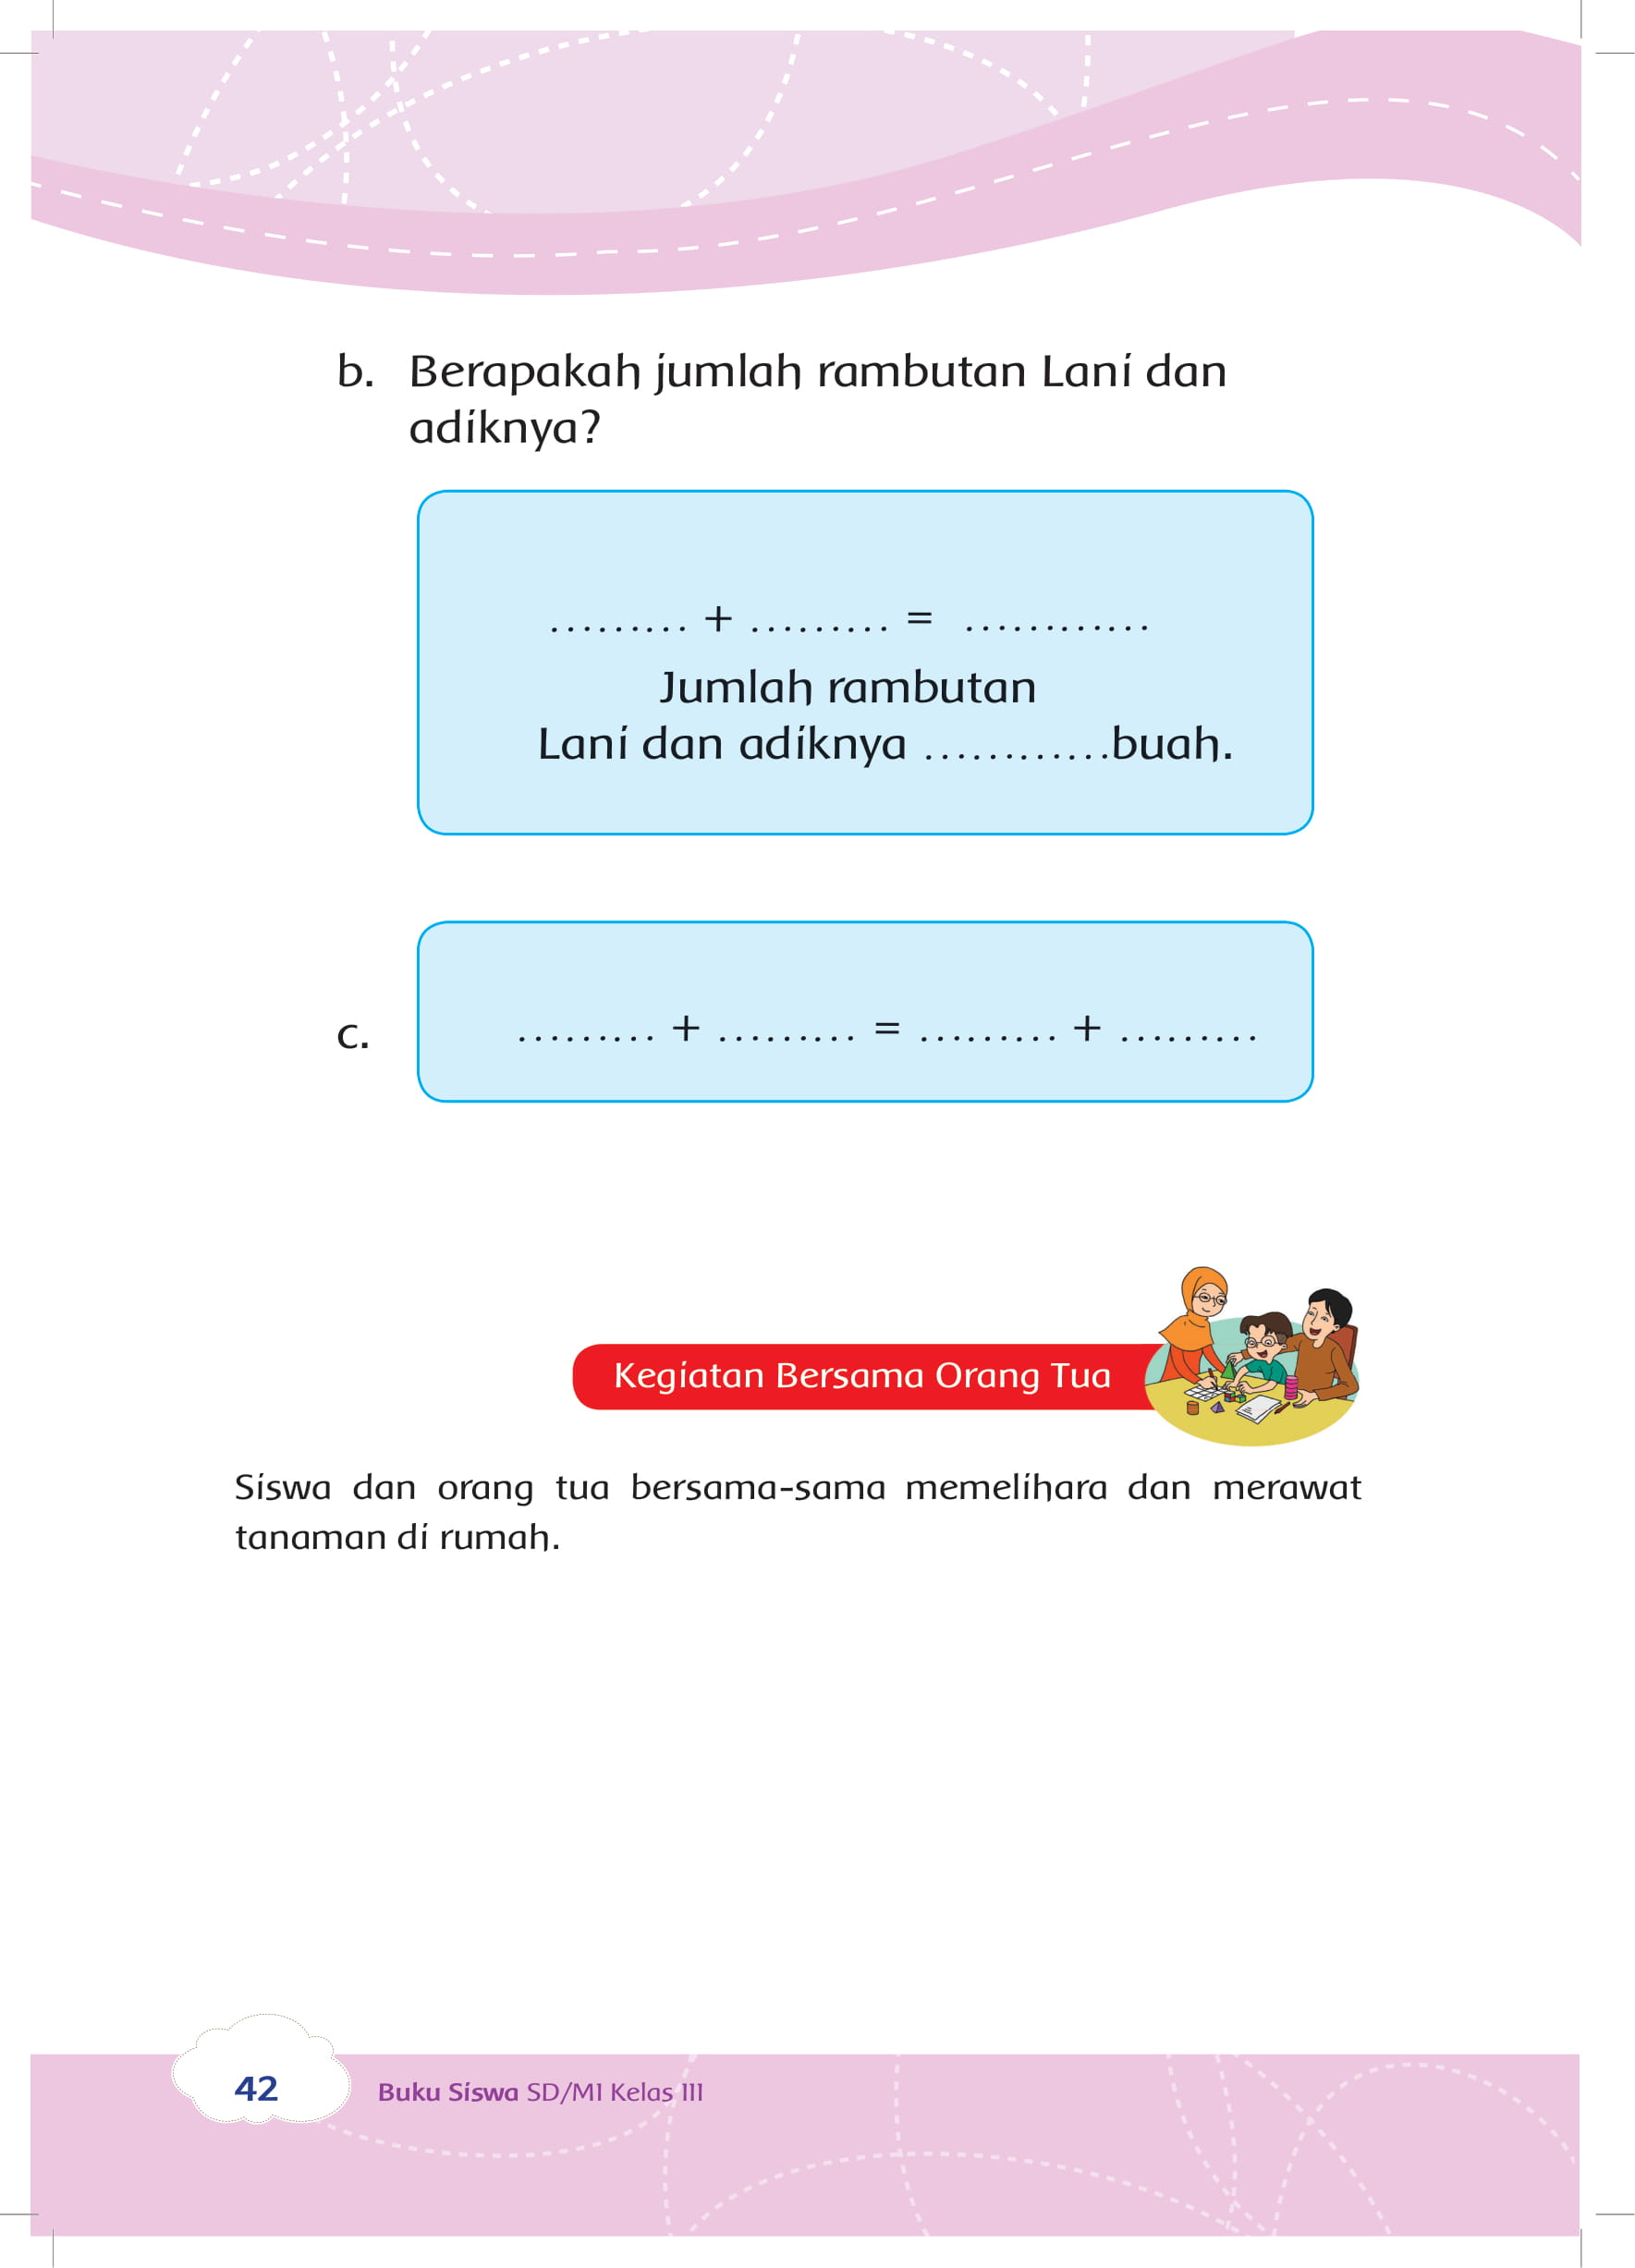 b. Berapakah jumlah rambutan Lani dan
adiknya?
......... + ......... = ............
Jumlah rambutan
Lani dan adiknya ............buah.
c. ......... + ......... = ......... + .........
Kegiatan Bersama Orang Tua
Siswa dan orang tua bersama-sama memelihara dan merawat
tanaman di rumah.
42 Buku Siswa SD/MI Kelas III